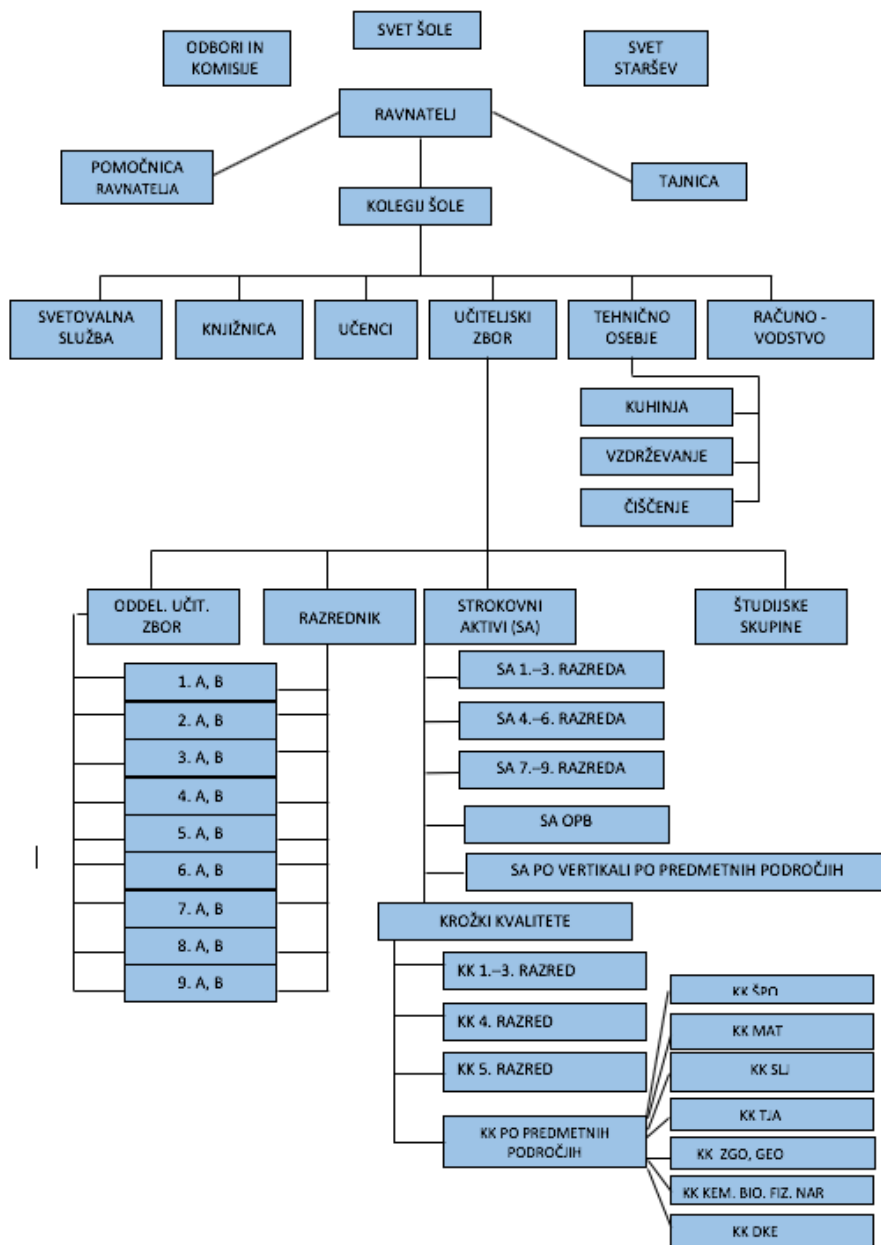 SVET ŠOLE
ODBORI IN
KOMISIJE
SVET
STARŠEV
RAVNATELJ
POMOČNICA
RAVNATELJA
TAJNICA
KOLEGIJ ŠOLE
SVETOVALNA
SLUŽBA
KNJIŽNICA
UČENCI
UČITELJSKI
ZBOR
TEHNIČNO
OSEBJE
RAČUNO -
VODSTVO
KUHINJA
VZDRŽEVANJE
ČIŠČENJE
ODDEL. UČIT.
ZBOR
RAZREDNIK
STROKOVNI
AKTIVI (SA)
ŠTUDIJSKE
SKUPINE
1. A, B
2. A, B
3. A, B
4. A, B
5. A, B
6. A, B
7. A, B
8. A, B
9. A, B
SA 1.–3. RAZREDA
SA 4.–6. RAZREDA
SA 7.–9. RAZREDA
SA OPB
SA PO VERTIKALI PO PREDMETNIH PODROČJIH
KROŽKI KVALITETE
KK 1.–3. RAZRED
KK 4. RAZRED
KK 5. RAZRED
KK PO PREDMETNIH
PODROČJIH
KK ŠPO
KK MAT
KK SLJ
KK TJA
KK ZGO, GEO
KK KEM. BIO. FIZ. NAR
KK DKE